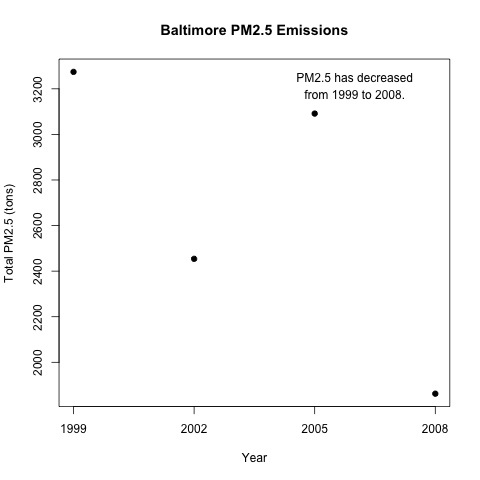 Baltimore PM2.5 Emissions
PM2.5 has decreased
from 1999 to 2008.
3200
3000
2800
2600
2400
2200
2000
Total PM2.5 (tons)
1999 2002 2005 2008
Year